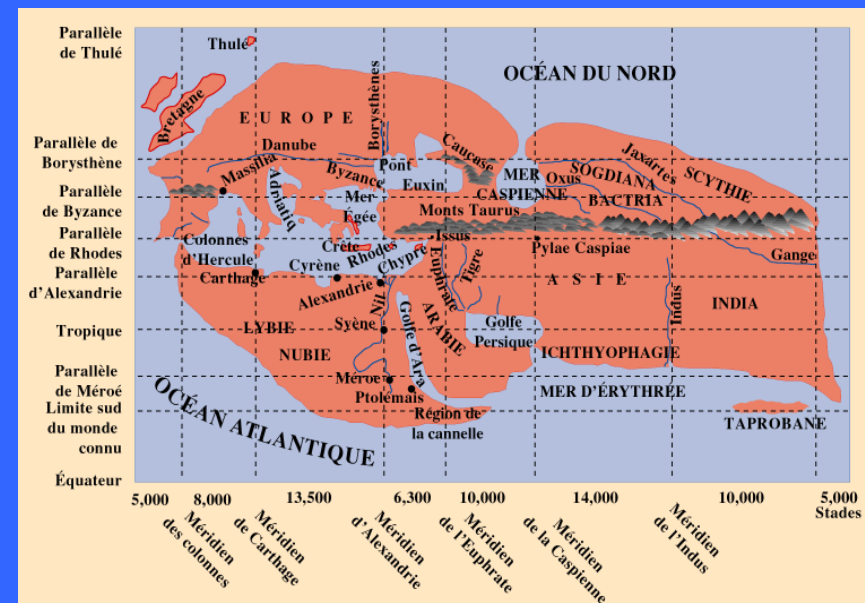 Parallèle
de Thulé
Thulé
OCÉAN DU NORD
Bretagne
EUROPE
Borysthènes
Parallèle de
Borysthène
Danube
Massilia
Adriatiq
Byzance
Pont
Euxin
Caucase
MER
CASPIENNE
Oxus
SOGDIANA
Jaxartes
SCYTHIE
BACTRIA
Parallèle
de Byzance
Mer
Egée
Monts Taurus
Parallèle
de Rhodes
Colonnes
d'Hercule
Crète
Rhodes
Chypre
Issus
Pylae Caspiae
Gange
Parallèle
d'Alexandrie
Carthage
Cyrène
Alexandrie
Nil
Euphrate
Tigre
ASIE
Indus
INDIA
Tropique
LYBIE
Syène
Golfe d'Ara
ARABIE
Golfe
Persique
NUBIE
ICHTHYOPHAGIE
Parallèle
de Méroé
Méroe
Ptolémais
MER D'ÉRYTHREE
Limite sud
du monde
connu
OCÉAN ATLANTIQUE
Région de
la cannelle
TAPROBANE
Équateur
5,000 8,000 13,500 6,300 10,000 14,000 10,000 5,000
Stades
Méridien
des colonnes
Méridien
de Carthage
Méridien
d'Alexandrie
Méridien
de l'Euphrate
Méridien
de la Caspienne
Méridien
de l'Indus